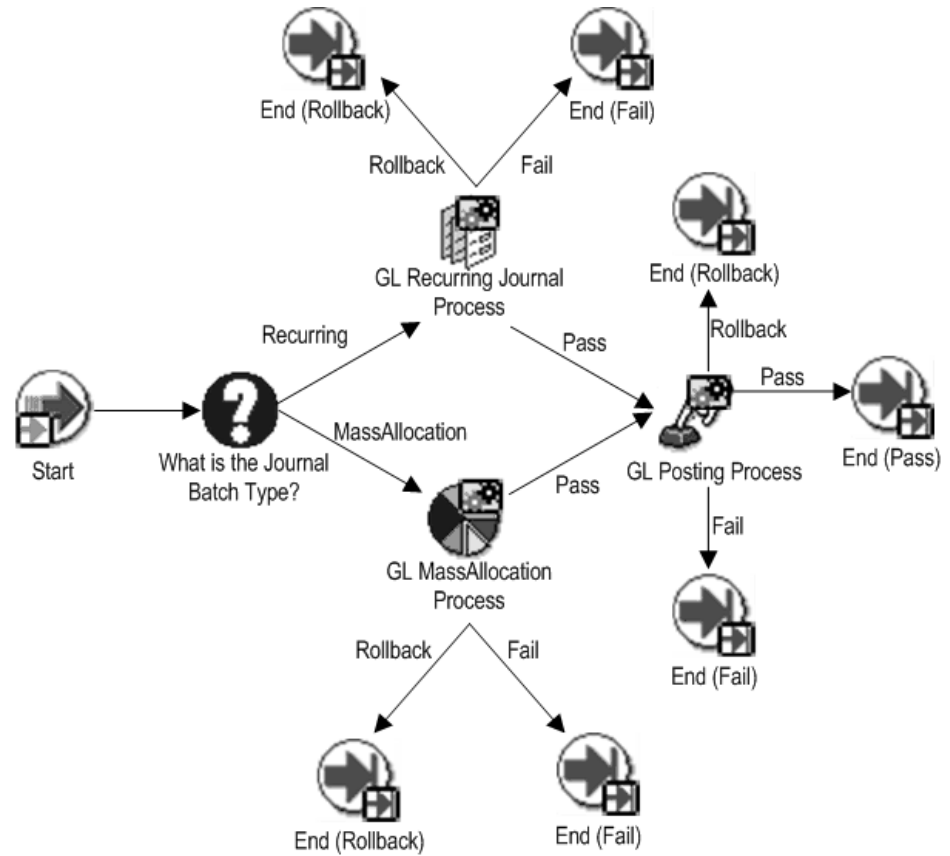 End (Rollback)
End (Fail)
Rollback
Fail
GL Recurring Journal
Process
End (Rollback)
Rollback
Recurring
Pass
Pass
Start
What is the Journal
Batch Type?
MassAllocation
Pass
GL Posting Process
End (Pass)
Fail
GL MassAllocation
Process
Rollback
Fail
End (Fail)
End (Rollback)
End (Fail)